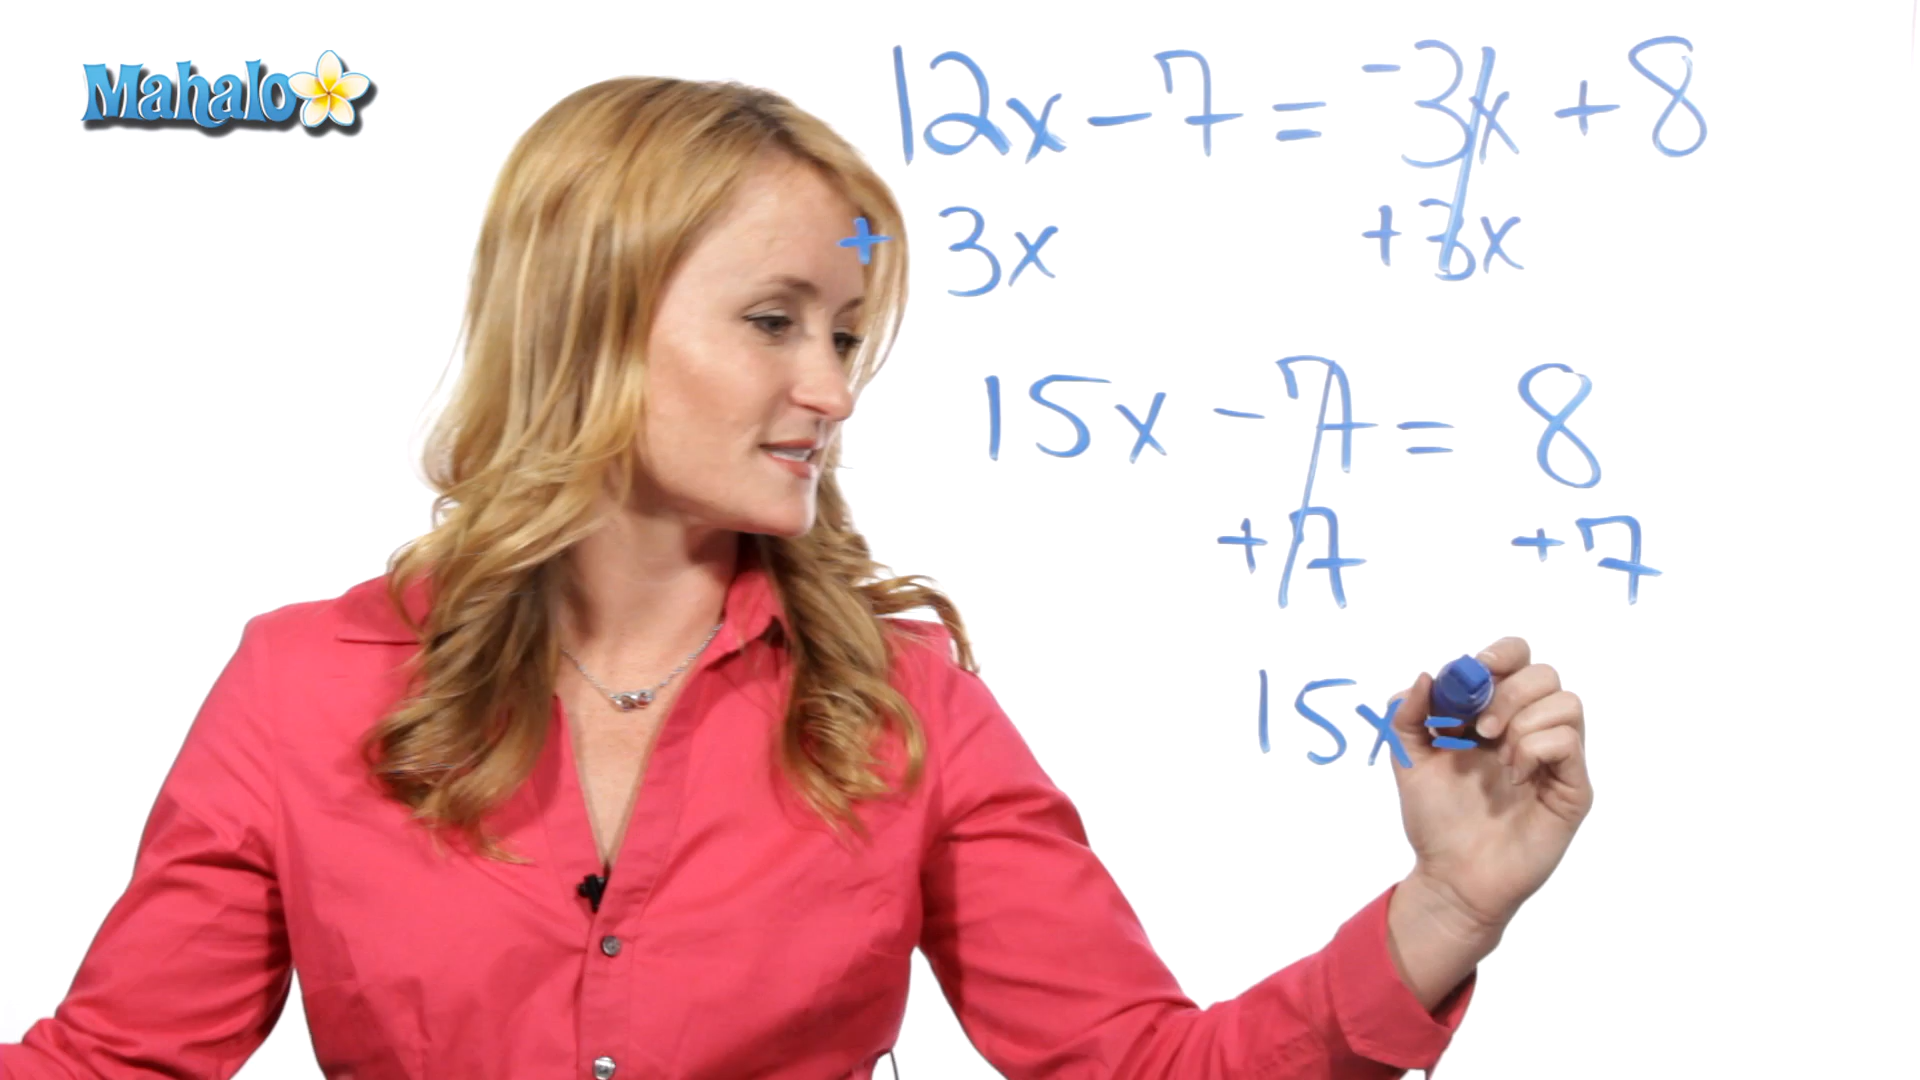 Mahalo
12x - 7 = -3x + 8
+ 3x +3x
15x - 7 = 8
+7 +7
15x =